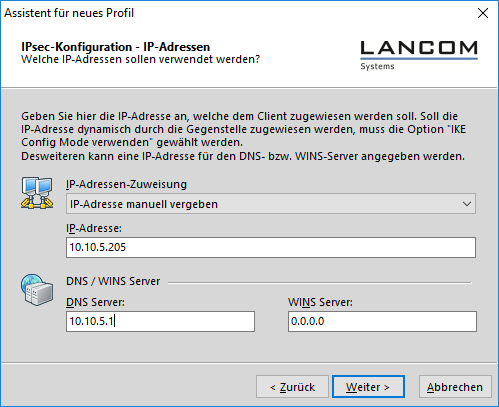 Assistent für neues Profil
IPsec-Konfiguration - IP-Adressen
Welche IP-Adressen sollen verwendet werden?
LANCOM
Systems
Geben Sie hier die IP-Adresse an, welche dem Client zugewiesen werden soll. Soll die
IP-Adresse dynamisch durch die Gegenstelle zugewiesen werden, muss die Option "IKE
Config Mode verwenden" gewählt werden.
Desweiteren kann eine IP-Adresse für den DNS- bzw. WINS-Server angegeben werden.
IP-Adressen-Zuweisung
IP-Adresse manuell vergeben
IP-Adresse:
10.10.5.205
DNS / WINS Server
DNS Server:
WINS Server:
10.10.5.1
0.0.0.0
< Zurück
Weiter >
Abbrechen